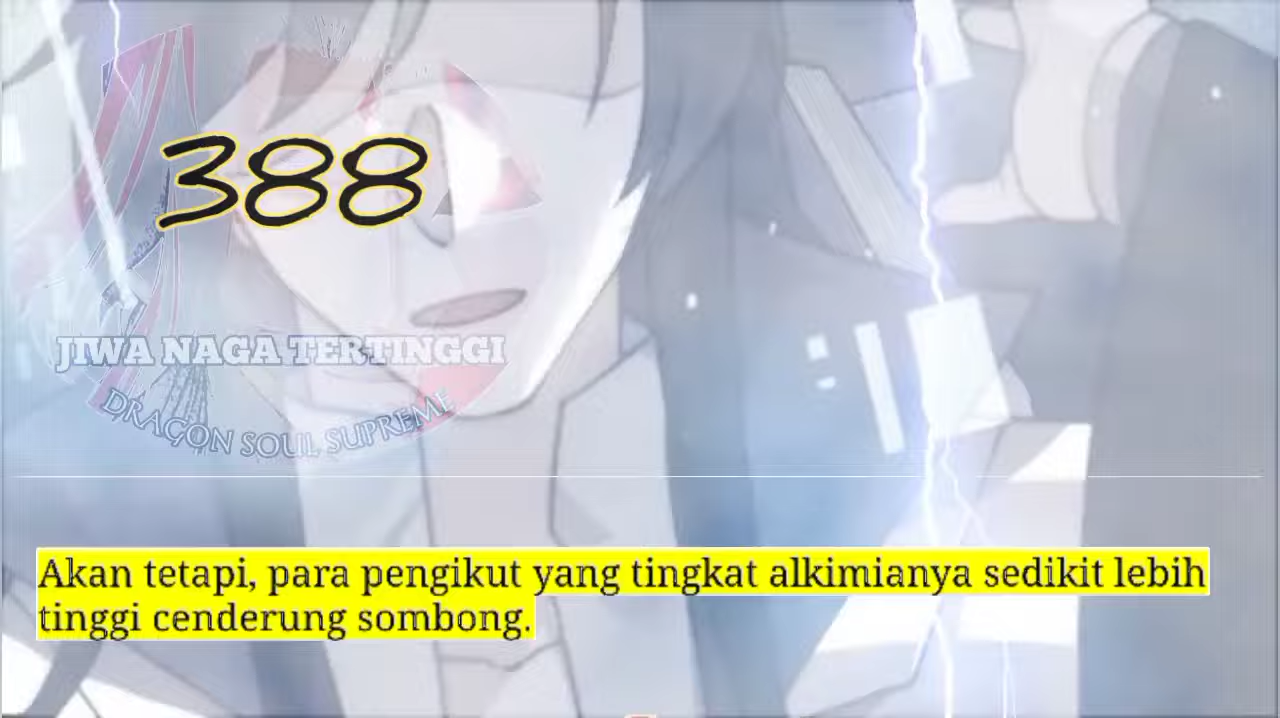 388
JIWA NAGA TERTINGGI
DRAGON SOUL SUPREME
Akan tetapi, para pengikut yang tingkat alkimianya sedikit lebih
tinggi cenderung sombong.